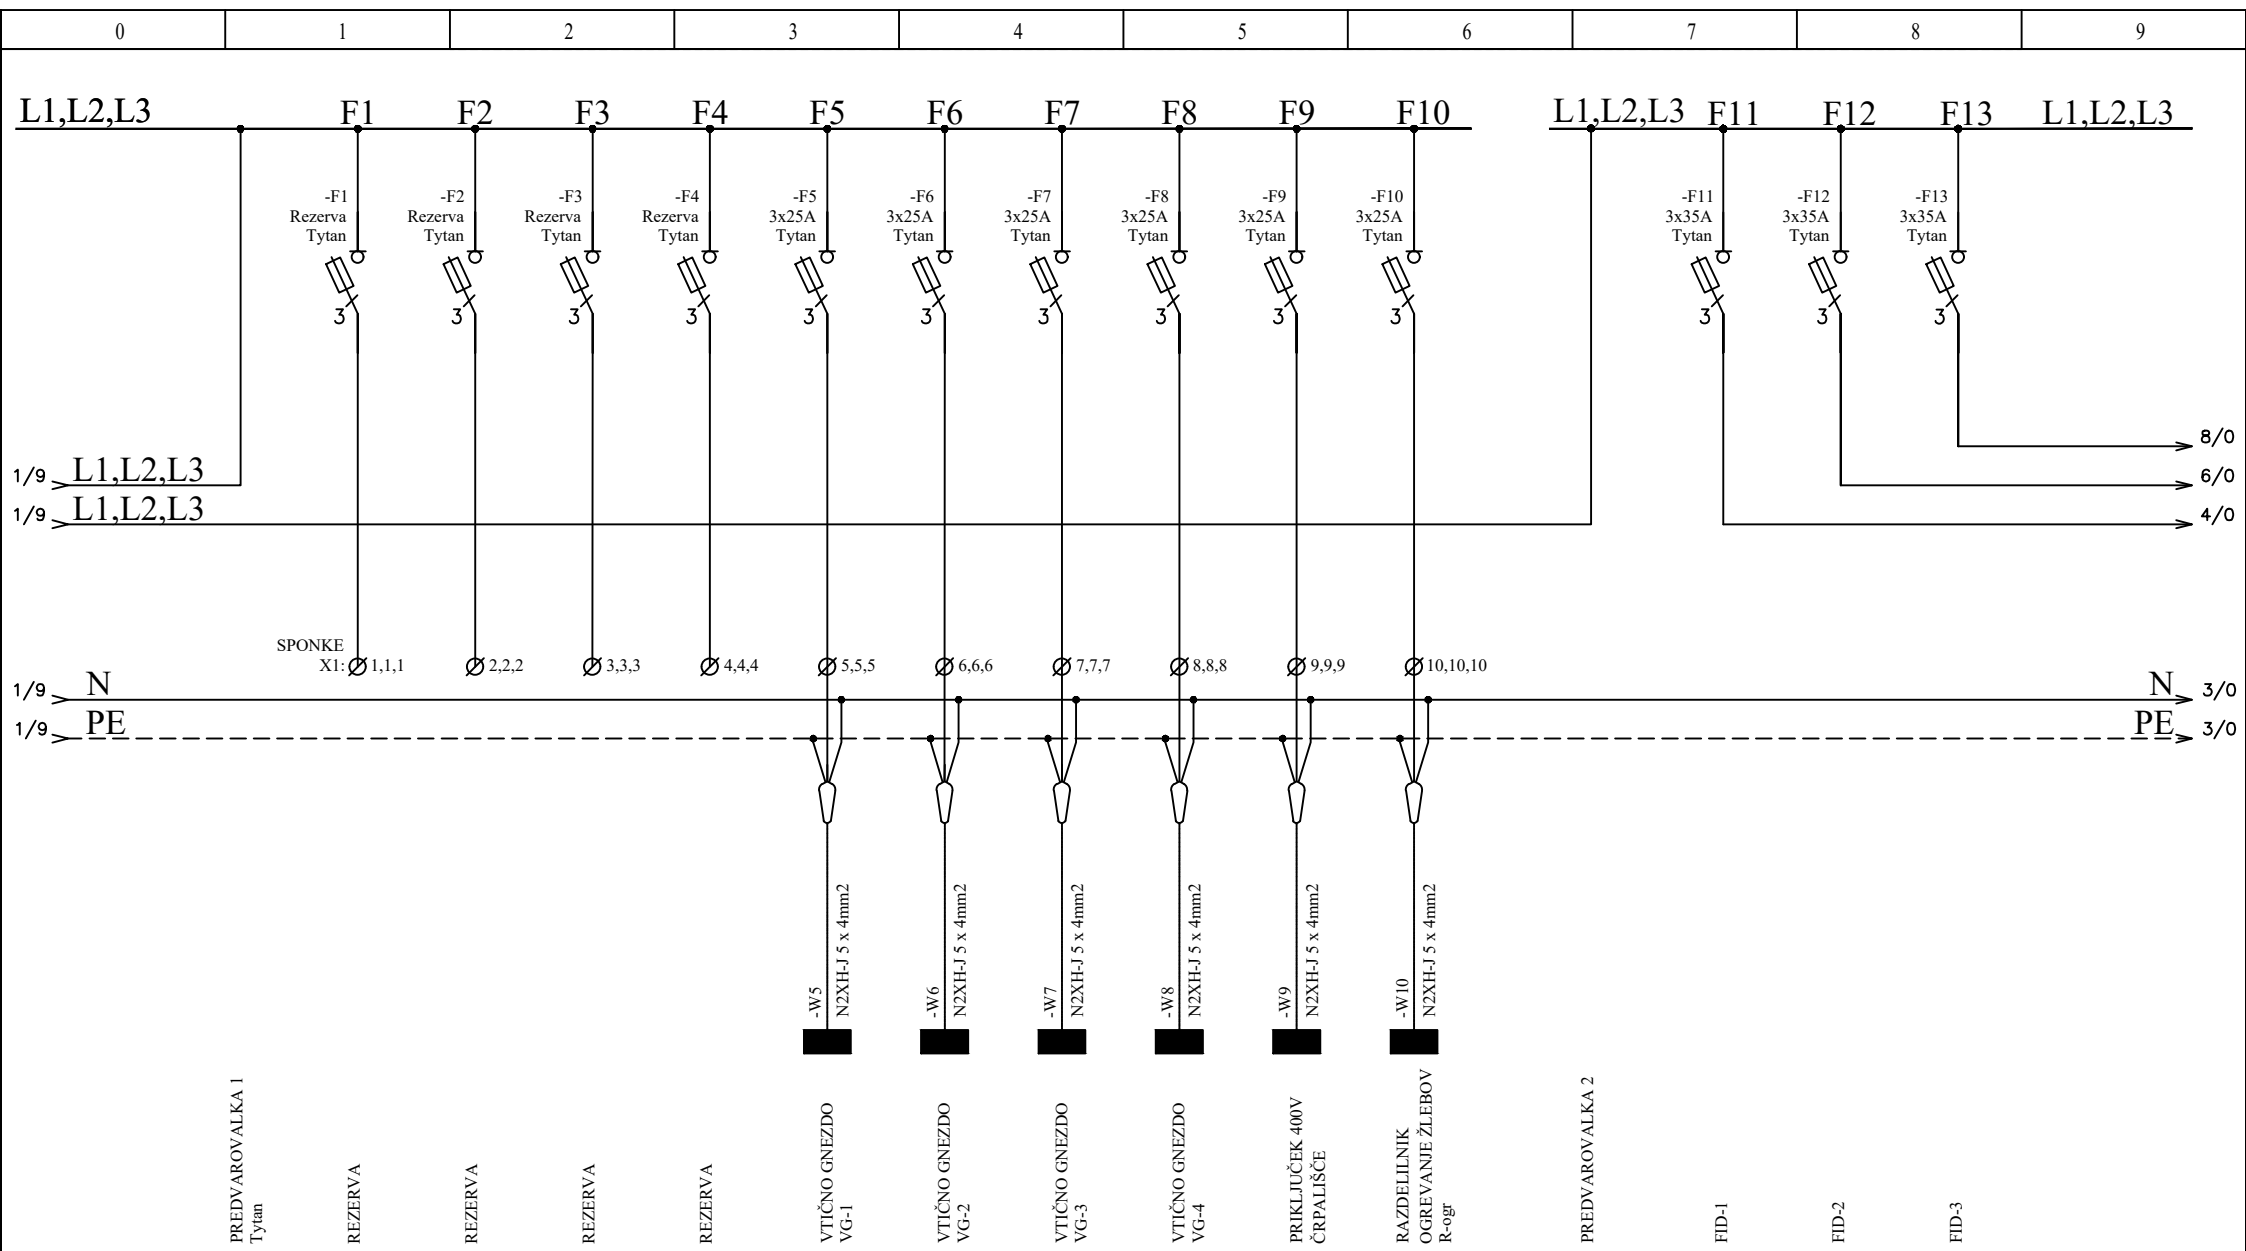 0 1 2 3 4 5 6 7 8 9
L1,L2,L3 F1 F2 F3 F4 F5 F6 F7 F8 F9 F10 L1,L2,L3 F11 F12 F13 L1,L2,L3
-F1 -F2 -F3 -F4 -F5 -F6 -F7 -F8 -F9 -F10 -F11 -F12 -F13
Rezerva Rezerva Rezerva Rezerva 3x25A 3x25A 3x25A 3x25A 3x25A 3x25A 3x35A 3x35A 3x35A
Tytan Tytan Tytan Tytan Tytan Tytan Tytan Tytan Tytan Tytan Tytan Tytan Tytan
3 3 3 3 3 3 3 3 3 3 3 3 3
8/0
1/9 L1,L2,L3 6/0
1/9 L1,L2,L3 4/0
SPONKE
X1: 1,1,1 2,2,2 3,3,3 4,4,4 5,5,5 6,6,6 7,7,7 8,8,8 9,9,9 10,10,10
1/9 N N 3/0
1/9 PE PE 3/0
-W5
N2XH-J 5 x 4mm2
-W6
N2XH-J 5 x 4mm2
-W7
N2XH-J 5 x 4mm2
-W8
N2XH-J 5 x 4mm2
-W9
N2XH-J 5 x 4mm2
-W10
N2XH-J 5 x 4mm2
PREDVAROVALKA 1
Tytan
REZERVA
REZERVA
REZERVA
REZERVA
VTIČNO GNEZDO
VG-1
VTIČNO GNEZDO
VG-2
VTIČNO GNEZDO
VG-3
VTIČNO GNEZDO
VG-4
PRIKLJUČEK 400V
ČRPALIŠČE
RAZDELILNIK
OGREVANJE ŽLEBOV
R-ogr
PREDVAROVALKA 2
FID-1
FID-2
FID-3